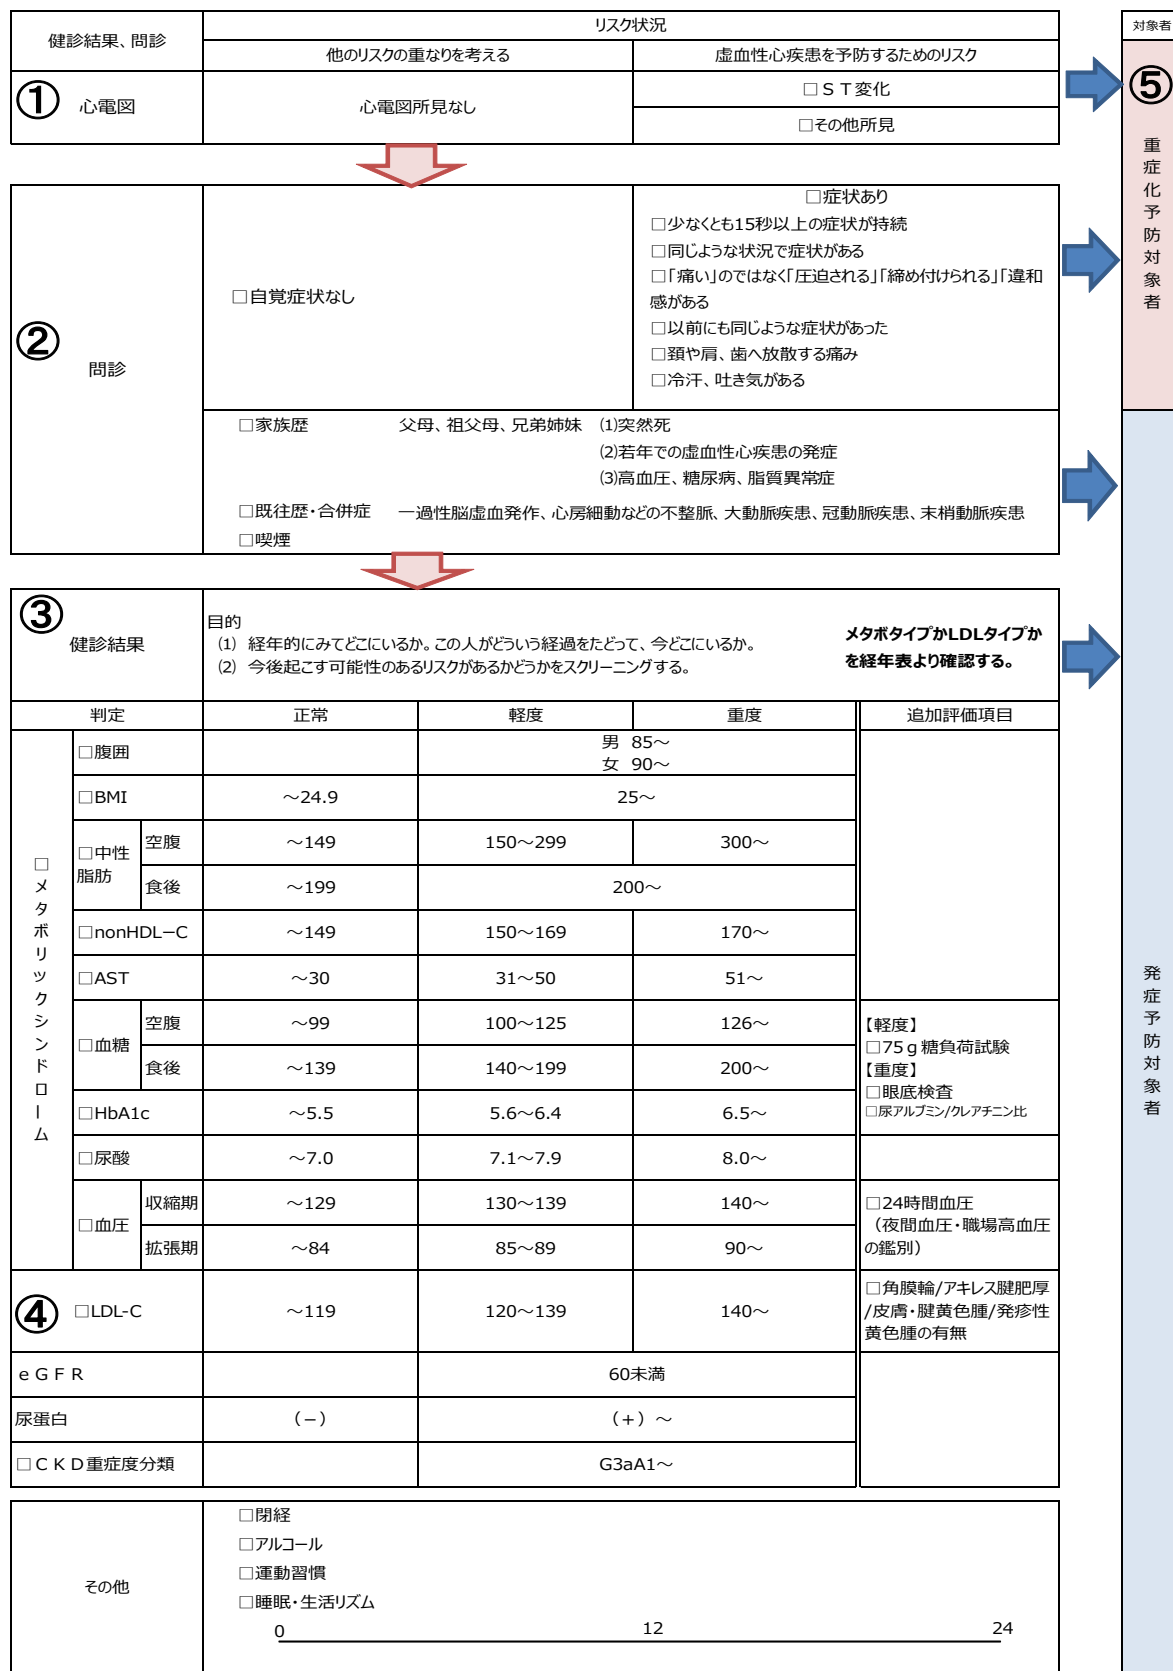 健診結果、問診
リスク状況
対象者
他のリスクの重なりを考える
虚血性心疾患を予防するためのリスク
① 心電図
心電図所見なし
□ＳＴ変化
□その他所見
⑤
重症化予防対象者
② 問診
□自覚症状なし
□症状あり
□少なくとも15秒以上の症状が持続
□同じような状況で症状がある
□「痛い」のではなく「圧迫される」「締め付けられる」「違和
感がある
□以前にも同じような症状があった
□頚や肩、歯へ放散する痛み
□冷汗、吐き気がある
□家族歴 父母、祖父母、兄弟姉妹 ⑴突然死
⑵若年での虚血性心疾患の発症
⑶高血圧、糖尿病、脂質異常症
□既往歴・合併症 一過性脳虚血発作、心房細動などの不整脈、大動脈疾患、冠動脈疾患、末梢動脈疾患
□喫煙
③ 健診結果
目的
⑴ 経年的にみてどこにいるか。この人がどういう経過をたどって、今どこにいるか。
⑵ 今後起こす可能性のあるリスクがあるかどうかをスクリーニングする。
メタボタイプかLDLタイプか
を経年表より確認する。
判定 正常 軽度 重度 追加評価項目
□メタボリックシンドローム
□腹囲 男 85～
女 90～
□BMI ～24.9 25～
□中性
脂肪
空腹 ～149 150～299 300～
食後 ～199 200～
□nonHDL－C ～149 150～169 170～
□AST ～30 31～50 51～
□血糖
空腹 ～99 100～125 126～
食後 ～139 140～199 200～
【軽度】
□75ｇ糖負荷試験
【重度】
□眼底検査
□尿アルブミン/クレアチニン比
□HbA1c ～5.5 5.6～6.4 6.5～
□尿酸 ～7.0 7.1～7.9 8.0～
□血圧
収縮期 ～129 130～139 140～
拡張期 ～84 85～89 90～
□24時間血圧
（夜間血圧・職場高血圧
の鑑別）
④ □LDL-C ～119 120～139 140～
□角膜輪/アキレス腱肥厚
/皮膚・腱黄色腫/発疹性
黄色腫の有無
ｅＧＦＲ 60未満
尿蛋白 （－） （+）～
□ＣＫＤ重症度分類 G3aA1～
発症予防対象者
その他
□閉経
□アルコール
□運動習慣
□睡眠・生活リズム
0 12 24